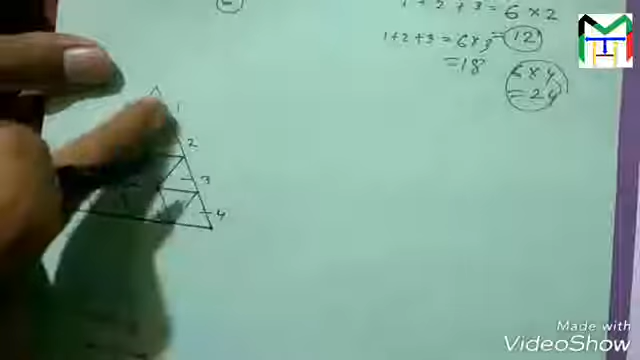 1 + 2 + 3 = 6 × 2
= 12
1 + 2 + 3 = 6 × 3
= 18
6 × 4
= 24
1
2
3
4
MT
Made with
VideoShow